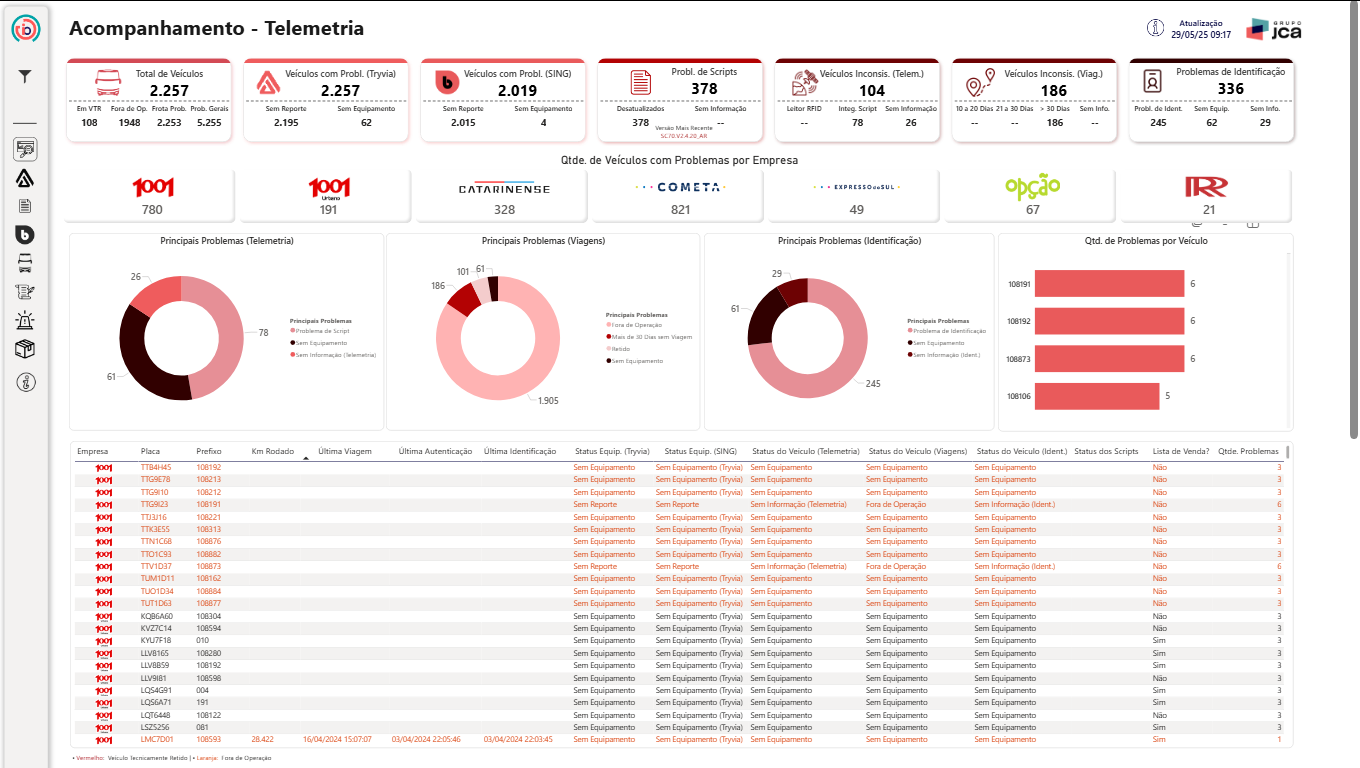 Acompanhamento - Telemetria
Atualização
29/05/25 09:17
GRUPO
jca
Total de Veículos
2.257
Em VTR Fora de Op. Frota Prob. Prob. Gerais
108 1948 2.253 5.255
Veículos com Probl. (Tryvia)
2.257
Sem Reporte Sem Equipamento
2.195 62
Veículos com Probl. (SING)
2.019
Sem Reporte Sem Equipamento
2.015 4
Probl. de Scripts
378
Desatualizados Sem Informação
378 --
Versão Mais Recente
SC70.V2.4.20_AR
Veículos Inconsis. (Telem.)
104
Leitor RFID Integ. Script Sem Informação
-- 78 26
Veículos Inconsis. (Viag.)
186
10 a 20 Dias 21 a 30 Dias > 30 Dias Sem Info.
-- -- 186 --
Problemas de Identificação
336
Probl. de Ident. Sem Equip. Sem Info.
245 62 29
Qtde. de Veículos com Problemas por Empresa
1001
780
1001
Urbano
191
CATARINENSE
328
COMETA
821
EXPRESSO do SUL
49
opção
67
21
Principais Problemas (Telemetria)
26
78
61
Principais Problemas
Problema de Script
Sem Equipamento
Sem Informação (Telemetria)
Principais Problemas (Viagens)
101
61
186
1.905
Principais Problemas
Fora de Operação
Mais de 30 Dias sem Viagem
Retido
Sem Equipamento
Principais Problemas (Identificação)
29
61
245
Principais Problemas
Problema de Identificação
Sem Equipamento
Sem Informação (Ident.)
Qtd. de Problemas por Veículo
108191 6
108192 6
108873 6
108106 5
Empresa Placa Prefixo Km Rodado Última Viagem Última Autenticação Última Identificação Status Equip. (Tryvia) Status Equip. (SING) Status do Veículo (Telemetria) Status do Veículo (Viagens) Status do Veículo (Ident.) Status dos Scripts Lista de Venda? Qtde. Problemas
1001 TTB4H45 108192 Sem Equipamento Sem Equipamento (Tryvia) Sem Equipamento Sem Equipamento Sem Equipamento Não 3
1001 TTG9E78 108213 Sem Equipamento Sem Equipamento (Tryvia) Sem Equipamento Sem Equipamento Sem Equipamento Não 3
1001 TTG9I10 108212 Sem Equipamento Sem Equipamento (Tryvia) Sem Equipamento Sem Equipamento Sem Equipamento Não 3
1001 TTG9I23 108191 Sem Reporte Sem Reporte Sem Informação (Telemetria) Fora de Operação Sem Informação (Ident.) Não 6
1001 TTJ3J16 108221 Sem Equipamento Sem Equipamento (Tryvia) Sem Equipamento Sem Equipamento Sem Equipamento Não 3
1001 TTK3E55 108313 Sem Equipamento Sem Equipamento (Tryvia) Sem Equipamento Sem Equipamento Sem Equipamento Não 3
1001 TTN1C68 108876 Sem Equipamento Sem Equipamento (Tryvia) Sem Equipamento Sem Equipamento Sem Equipamento Não 3
1001 TTO1C93 108882 Sem Equipamento Sem Equipamento (Tryvia) Sem Equipamento Sem Equipamento Sem Equipamento Não 3
1001 TTV1D37 108873 Sem Reporte Sem Reporte Sem Informação (Telemetria) Fora de Operação Sem Informação (Ident.) Não 6
1001 TUM1D11 108162 Sem Equipamento Sem Equipamento (Tryvia) Sem Equipamento Sem Equipamento Sem Equipamento Não 3
1001 TUO1D34 108884 Sem Equipamento Sem Equipamento (Tryvia) Sem Equipamento Sem Equipamento Sem Equipamento Não 3
1001 TUT1D63 108877 Sem Equipamento Sem Equipamento (Tryvia) Sem Equipamento Sem Equipamento Sem Equipamento Não 3
1001 KQB6A60 108304 Sem Equipamento Sem Equipamento (Tryvia) Sem Equipamento Sem Equipamento Sem Equipamento Não 3
1001 KVZ7C14 108594 Sem Equipamento Sem Equipamento (Tryvia) Sem Equipamento Sem Equipamento Sem Equipamento Não 3
1001 KYU7F18 010 Sem Equipamento Sem Equipamento (Tryvia) Sem Equipamento Sem Equipamento Sem Equipamento Sim 3
1001 LLV8165 108280 Sem Equipamento Sem Equipamento (Tryvia) Sem Equipamento Sem Equipamento Sem Equipamento Sim 3
1001 LLV8B59 108192 Sem Equipamento Sem Equipamento (Tryvia) Sem Equipamento Sem Equipamento Sem Equipamento Sim 3
1001 LLV9I81 108598 Sem Equipamento Sem Equipamento (Tryvia) Sem Equipamento Sem Equipamento Sem Equipamento Não 3
1001 LQS4G91 004 Sem Equipamento Sem Equipamento (Tryvia) Sem Equipamento Sem Equipamento Sem Equipamento Sim 3
1001 LQS6A71 191 Sem Equipamento Sem Equipamento (Tryvia) Sem Equipamento Sem Equipamento Sem Equipamento Sim 3
1001 LQT6448 108122 Sem Equipamento Sem Equipamento (Tryvia) Sem Equipamento Sem Equipamento Sem Equipamento Não 3
1001 LSZ5256 081 Sem Equipamento Sem Equipamento (Tryvia) Sem Equipamento Sem Equipamento Sem Equipamento Sim 3
1001 LMC7D01 108593 28.422 16/04/2024 15:07:07 03/04/2024 22:05:46 03/04/2024 22:03:45 Sem Equipamento Sem Equipamento (Tryvia) Sem Equipamento Sem Equipamento Sem Equipamento Sim 1
• Vermelho: Veículo Tecnicamente Retido | • Laranja: Fora de Operação